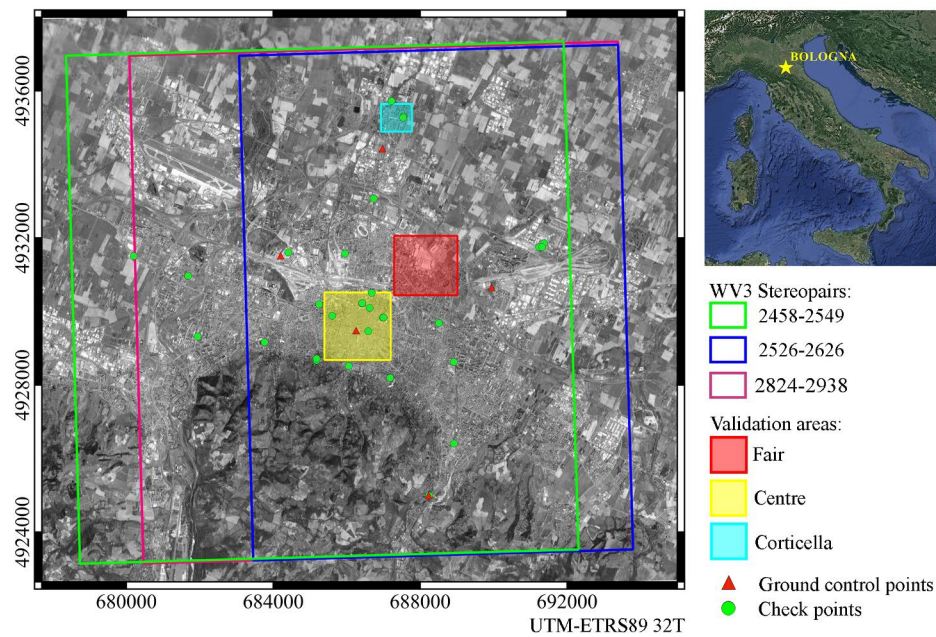 4936000
4932000
4928000
4924000
680000
684000
688000
692000
UTM-ETRS89 32T
BOLOGNA
WV3 Stereopairs:
2458-2549
2526-2626
2824-2938
Validation areas:
Fair
Centre
Corticella
Ground control points
Check points